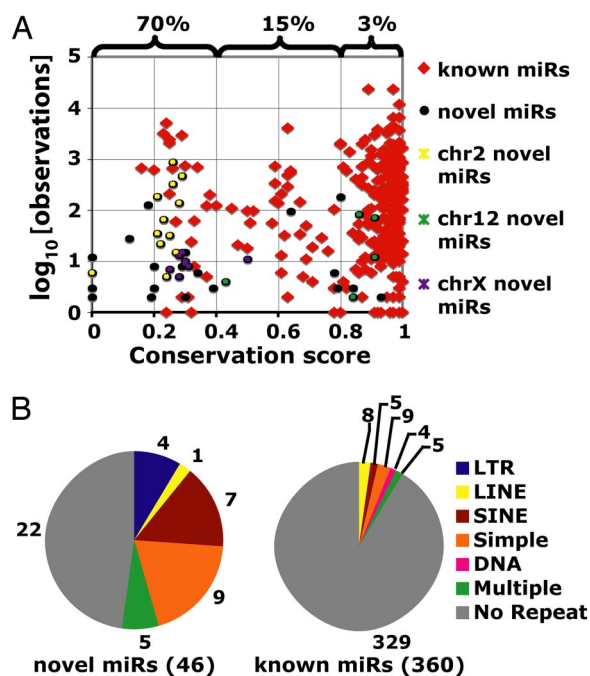 A
70%
15%
3%
5
4
3
2
1
0
log10 [observations]
0
0.2
0.4
0.6
0.8
1
Conservation score
known miRs
novel miRs
chr2 novel
miRs
chr12 novel
miRs
chrX novel
miRs
B
4
1
7
9
5
22
novel miRs (46)
8
5
9
4
5
329
known miRs (360)
LTR
LINE
SINE
Simple
DNA
Multiple
No Repeat